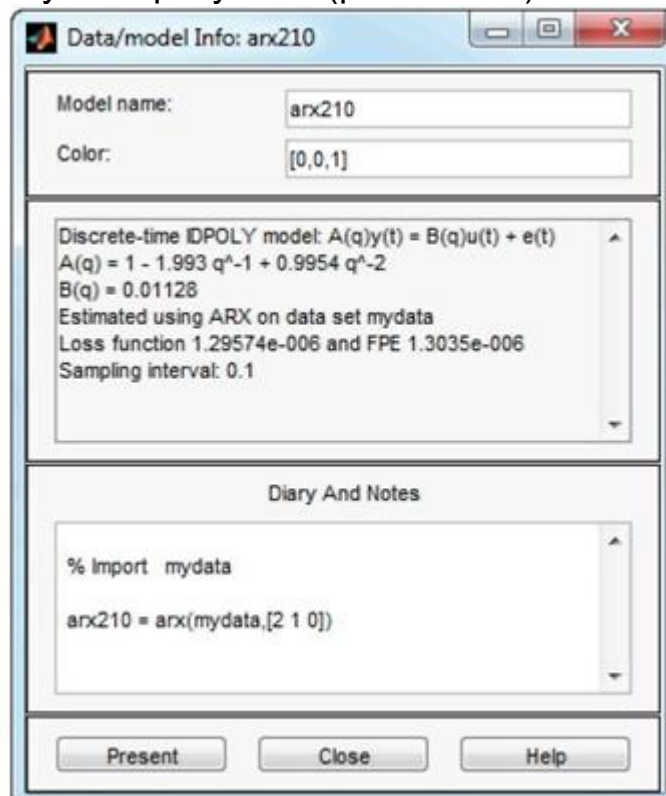 Data/model Info: arx210
Model name:
arx210
Color:
[0,0,1]
Discrete-time IDPOLY model: A(q)y(t) = B(q)u(t) + e(t)
A(q) = 1 - 1.993 q^-1 + 0.9954 q^-2
B(q) = 0.01128
Estimated using ARX on data set mydata
Loss function 1.29574e-006 and FPE 1.3035e-006
Sampling interval: 0.1
Diary And Notes
% Import mydata
arx210 = arx(mydata,[2 1 0])
Present Close Help